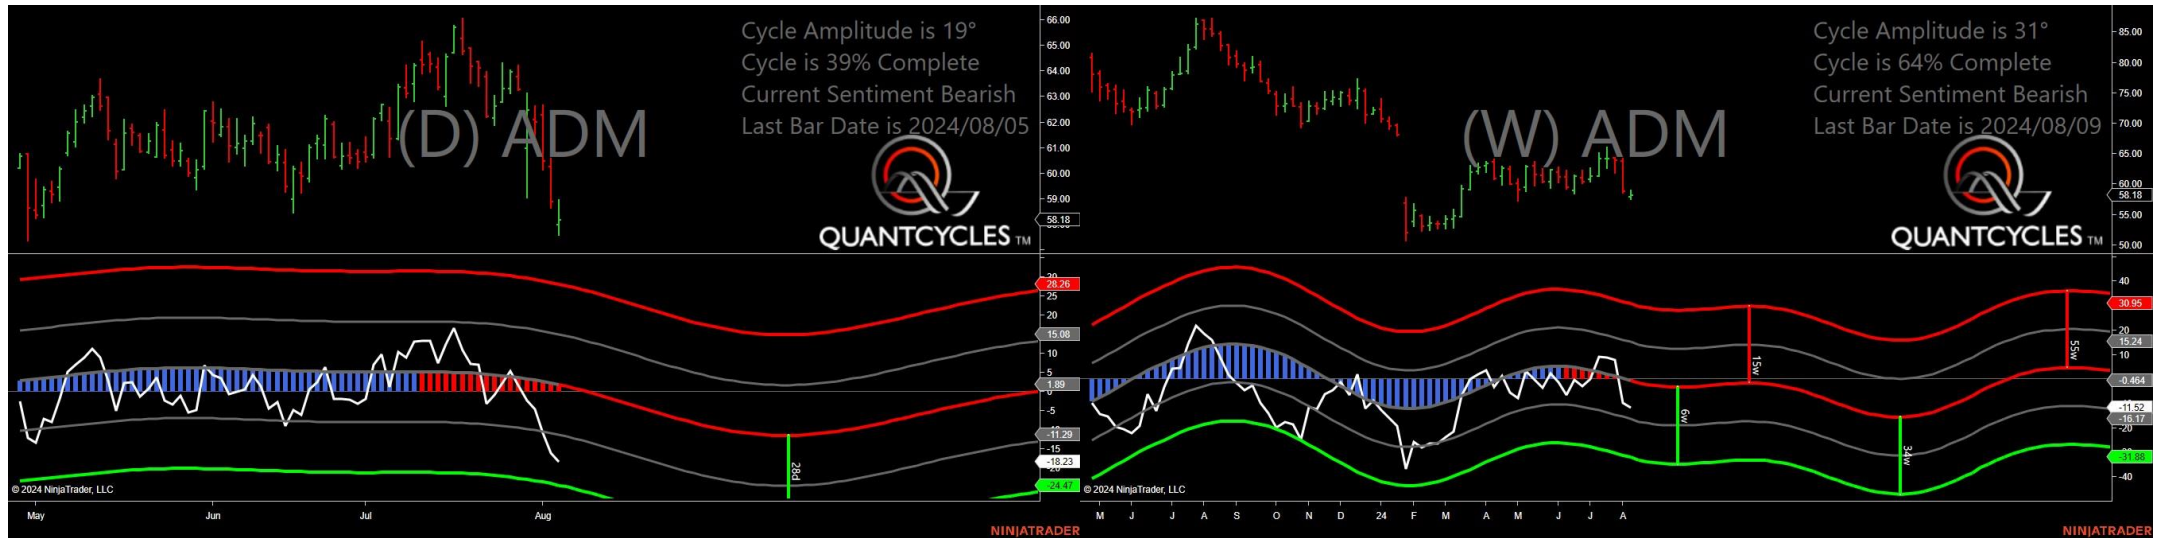 Cycle Amplitude is 19°
Cycle is 39% Complete
Current Sentiment Bearish
Last Bar Date is 2024/08/05
(D) ADM
QUANTCYCLES TM
66.00
65.00
64.00
63.00
62.00
61.00
60.00
59.00
58.18
28.26
25
20
15.08
10
5
1.89
0
-5
-11.29
-15
-18.23
-24.47
28d
© 2024 NinjaTrader, LLC
May Jun Jul Aug
NINJATRADER
Cycle Amplitude is 31°
Cycle is 64% Complete
Current Sentiment Bearish
Last Bar Date is 2024/08/09
(W) ADM
QUANTCYCLES TM
85.00
80.00
75.00
70.00
65.00
60.00
58.18
55.00
50.00
40
30.95
20
15.24
10
-0.464
-11.52
-16.17
-20
-31.88
-40
6w
15w
34w
55w
© 2024 NinjaTrader, LLC
M J J A S O N D 24 F M A M J J A
NINJATRADER